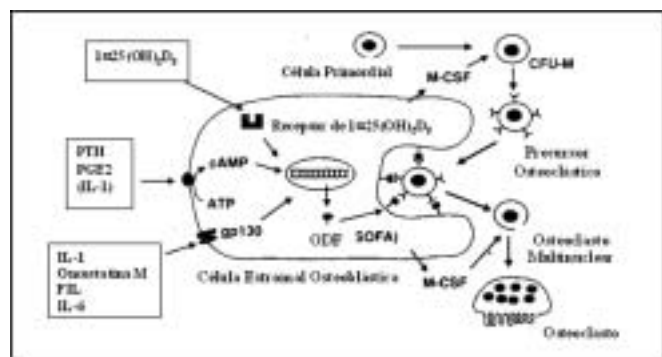 1α25(OH)₂D₃
Célula Primordial
M-CSF
CFU-M
Receptor de 1α25(OH)₂D₃
Precursor
Osteoclástico
PTH
PGE2
(IL-1)
cAMP
ATP
gp130
ODF
SOFA)
IL-1
Oncostatina M
IL-6
Célula Estromal Osteoblástica
M-CSF
Osteoclasto
Multinuclear
Osteoclasto